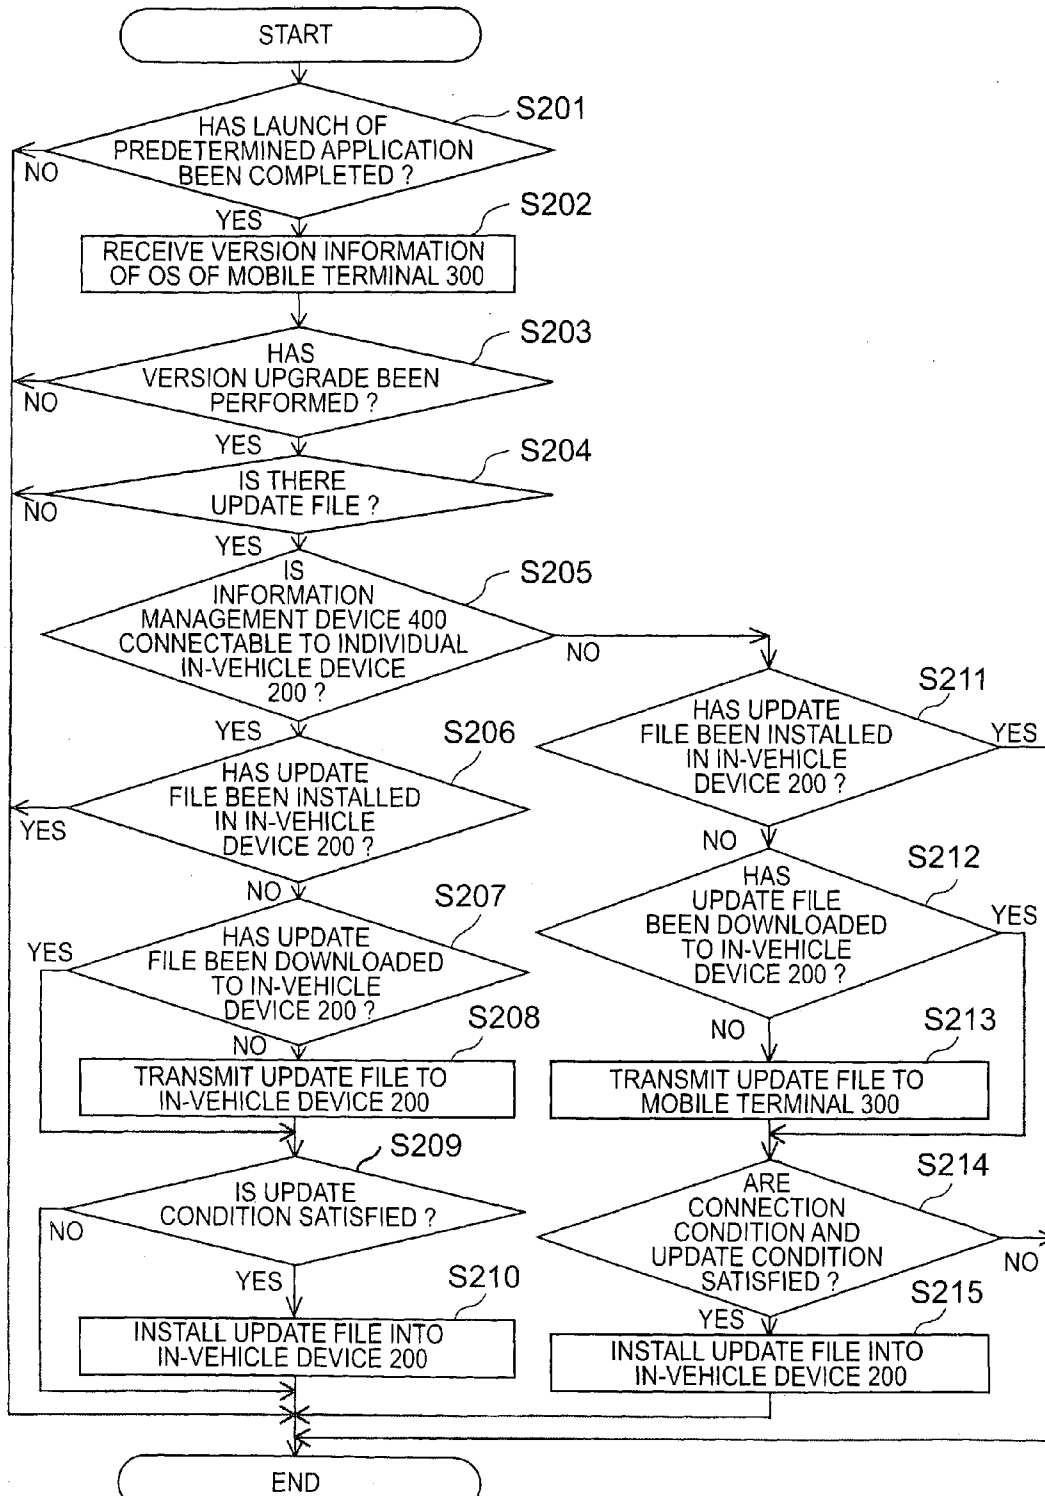 START
S201
HAS LAUNCH OF
PREDETERMINED APPLICATION
BEEN COMPLETED ?
NO
YES
S202
RECEIVE VERSION INFORMATION
OF OS OF MOBILE TERMINAL 300
S203
HAS
VERSION UPGRADE BEEN
PERFORMED ?
NO
YES
S204
IS THERE
UPDATE FILE ?
NO
YES
S205
IS
INFORMATION
MANAGEMENT DEVICE 400
CONNECTABLE TO INDIVIDUAL
IN-VEHICLE DEVICE
200 ?
NO
YES
S206
HAS UPDATE
FILE BEEN INSTALLED
IN IN-VEHICLE
DEVICE 200 ?
YES
NO
S207
HAS UPDATE
FILE BEEN DOWNLOADED
TO IN-VEHICLE
DEVICE 200 ?
YES
NO
S208
TRANSMIT UPDATE FILE TO
IN-VEHICLE DEVICE 200
S209
IS UPDATE
CONDITION SATISFIED ?
NO
YES
S210
INSTALL UPDATE FILE INTO
IN-VEHICLE DEVICE 200
S211
HAS UPDATE
FILE BEEN INSTALLED
IN IN-VEHICLE
DEVICE 200 ?
YES
NO
S212
HAS
UPDATE FILE
BEEN DOWNLOADED
TO IN-VEHICLE
DEVICE 200 ?
YES
NO
S213
TRANSMIT UPDATE FILE TO
MOBILE TERMINAL 300
S214
ARE
CONNECTION
CONDITION AND
UPDATE CONDITION
SATISFIED ?
NO
YES
S215
INSTALL UPDATE FILE INTO
IN-VEHICLE DEVICE 200
END